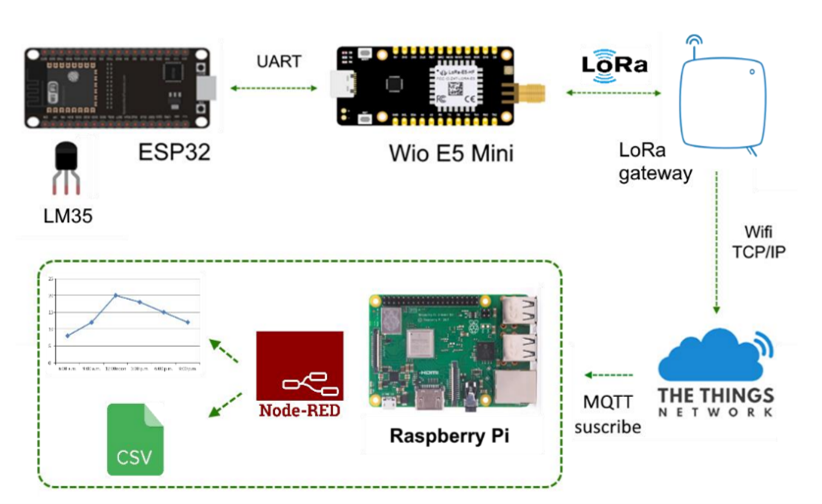 UART
LoRa
ESP32
Wio E5 Mini
LoRa
gateway
LM35
Wifi
TCP/IP
Node-RED
HDMI
Raspberry Pi
CSV
MQTT
suscribe
THE THINGS
NETWORK